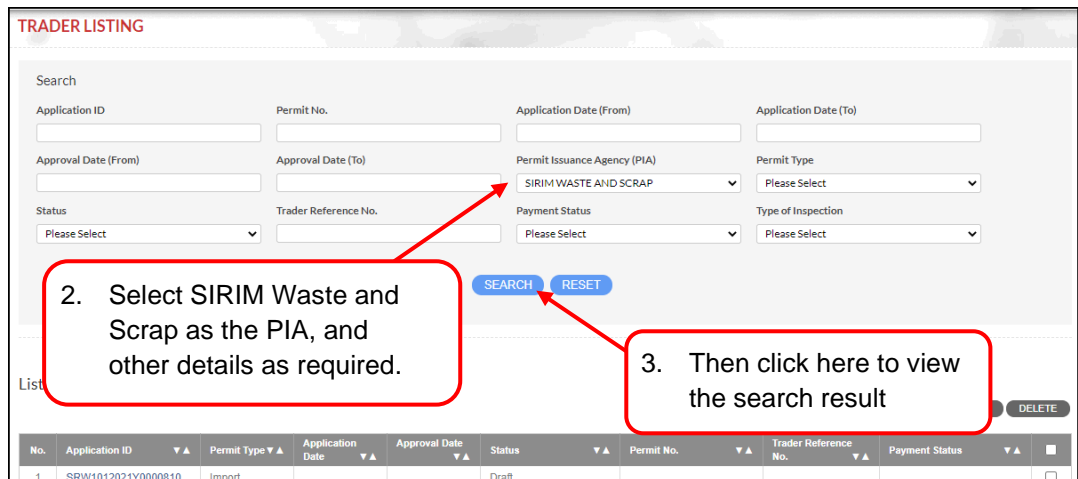 TRADER LISTING
Search
Application ID
Permit No.
Application Date (From)
Application Date (To)
Approval Date (From)
Approval Date (To)
Permit Issuance Agency (PIA)
Permit Type
SIRIM WASTE AND SCRAP
Please Select
Status
Trader Reference No.
Payment Status
Type of Inspection
Please Select
Please Select
Please Select
2. Select SIRIM Waste and
Scrap as the PIA, and
other details as required.
SEARCH
RESET
3. Then click here to view
the search result
List
DELETE
No.
Application ID
Permit Type
Application
Date
Approval Date
Status
Permit No.
Trader Reference
No.
Payment Status
1
SRW1012021Y0000810
Import
Draft